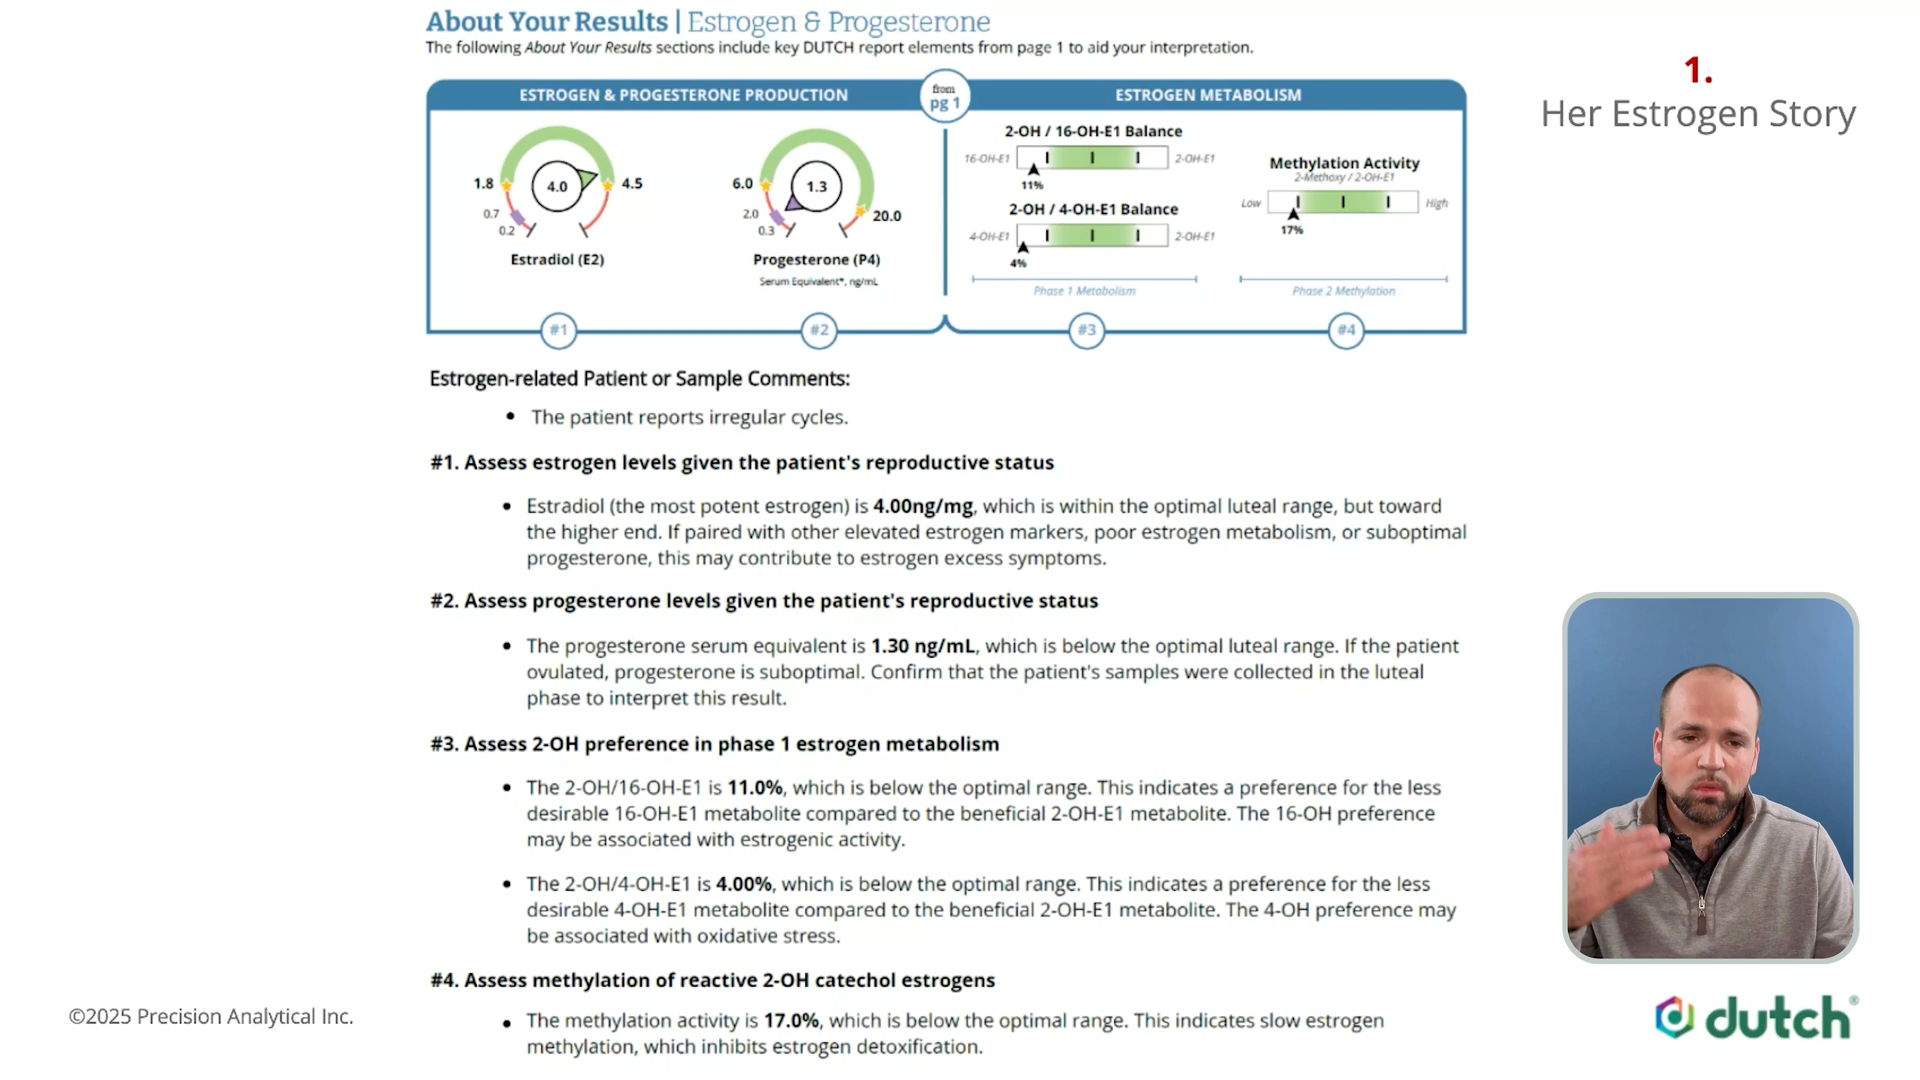 About Your Results | Estrogen & Progesterone
The following About Your Results sections include key DUTCH report elements from page 1 to aid your interpretation.
1.
Her Estrogen Story
ESTROGEN & PROGESTERONE PRODUCTION
from
pg 1
ESTROGEN METABOLISM
1.8
4.0
4.5
0.7
0.2
Estradiol (E2)
6.0
1.3
20.0
2.0
0.3
Progesterone (P4)
Serum Equivalent*, ng/mL
2-OH / 16-OH-E1 Balance
16-OH-E1
2-OH-E1
11%
2-OH / 4-OH-E1 Balance
4-OH-E1
2-OH-E1
4%
Phase 1 Metabolism
Methylation Activity
2-Methoxy / 2-OH-E1
Low
High
17%
Phase 2 Methylation
#1
#2
#3
#4
Estrogen-related Patient or Sample Comments:
• The patient reports irregular cycles.
#1. Assess estrogen levels given the patient's reproductive status
• Estradiol (the most potent estrogen) is 4.00ng/mg, which is within the optimal luteal range, but toward
the higher end. If paired with other elevated estrogen markers, poor estrogen metabolism, or suboptimal
progesterone, this may contribute to estrogen excess symptoms.
#2. Assess progesterone levels given the patient's reproductive status
• The progesterone serum equivalent is 1.30 ng/mL, which is below the optimal luteal range. If the patient
ovulated, progesterone is suboptimal. Confirm that the patient's samples were collected in the luteal
phase to interpret this result.
#3. Assess 2-OH preference in phase 1 estrogen metabolism
• The 2-OH/16-OH-E1 is 11.0%, which is below the optimal range. This indicates a preference for the less
desirable 16-OH-E1 metabolite compared to the beneficial 2-OH-E1 metabolite. The 16-OH preference
may be associated with estrogenic activity.
• The 2-OH/4-OH-E1 is 4.00%, which is below the optimal range. This indicates a preference for the less
desirable 4-OH-E1 metabolite compared to the beneficial 2-OH-E1 metabolite. The 4-OH preference may
be associated with oxidative stress.
#4. Assess methylation of reactive 2-OH catechol estrogens
• The methylation activity is 17.0%, which is below the optimal range. This indicates slow estrogen
methylation, which inhibits estrogen detoxification.
©2025 Precision Analytical Inc.
dutch®